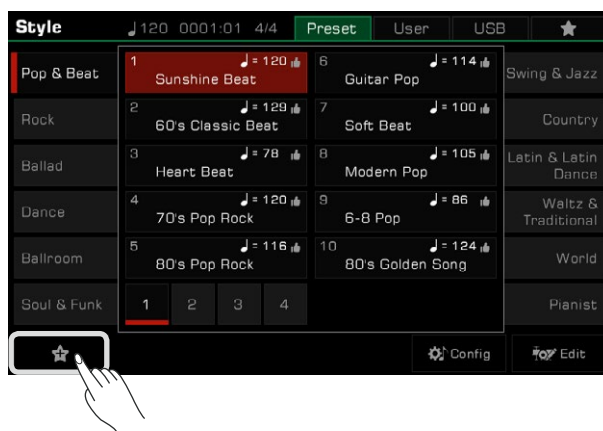 Style ♩120 0001:01 4/4 Preset User USB
Pop & Beat
Rock
Ballad
Dance
Ballroom
Soul & Funk
1 ♩=120
Sunshine Beat
2 ♩=129
60's Classic Beat
3 ♩=78
Heart Beat
4 ♩=120
70's Pop Rock
5 ♩=116
80's Pop Rock
6 ♩=114
Guitar Pop
7 ♩=100
Soft Beat
8 ♩=105
Modern Pop
9 ♩=86
6-8 Pop
10 ♩=124
80's Golden Song
1 2 3 4
Swing & Jazz
Country
Latin & Latin
Dance
Waltz &
Traditional
World
Pianist
Config Edit